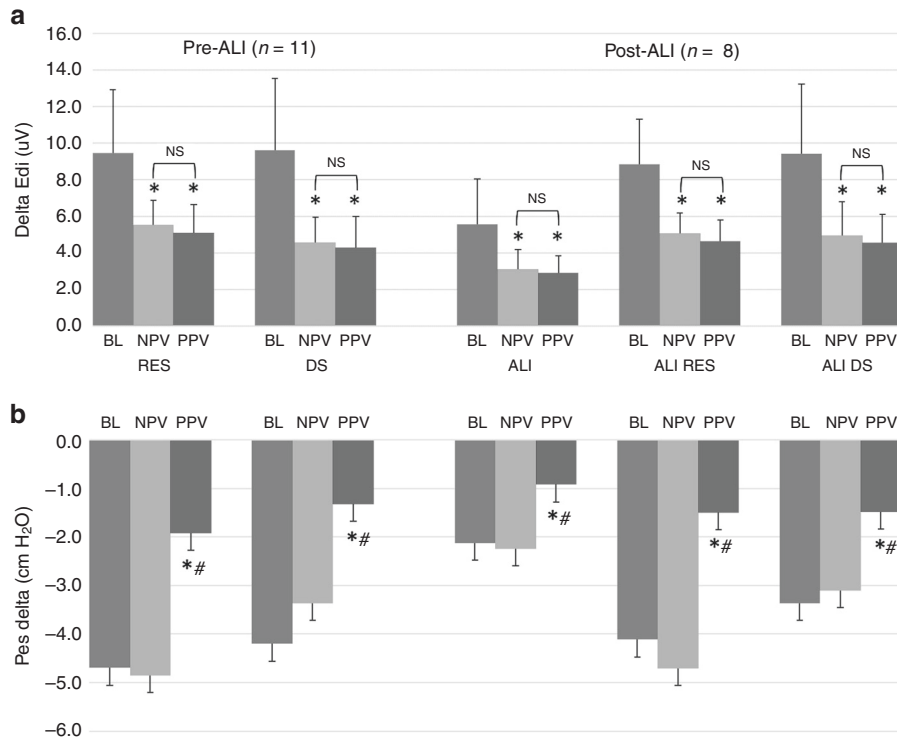 a
Pre-ALI (n = 11)
Post-ALI (n = 8)
Delta Edi (uV)
16.0
14.0
12.0
10.0
8.0
6.0
4.0
2.0
0.0
NS
NS
NS
NS
NS
* * * * * * * * * *
BL NPV PPV BL NPV PPV BL NPV PPV BL NPV PPV BL NPV PPV
RES DS ALI ALI RES ALI DS
b
BL NPV PPV BL NPV PPV BL NPV PPV BL NPV PPV BL NPV PPV
Pes delta (cm H₂O)
0.0
–1.0
–2.0
–3.0
–4.0
–5.0
–6.0
*#
*#
*#
*#
*#